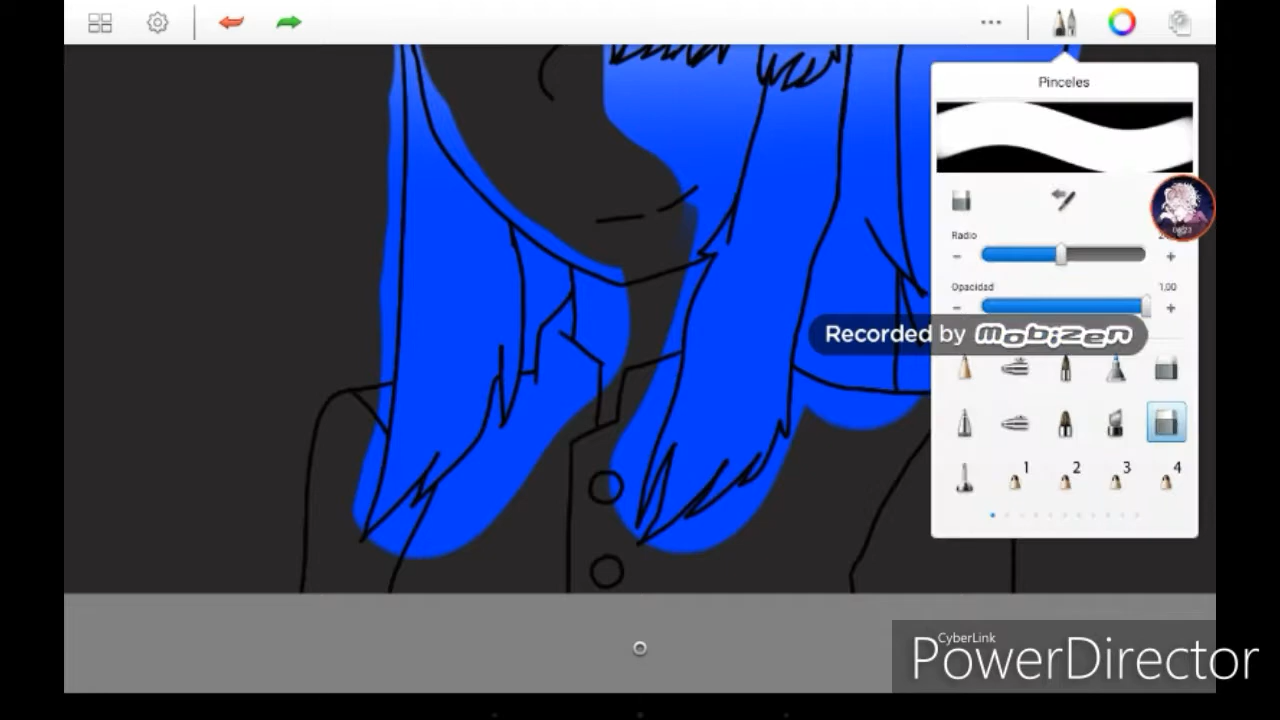 Pinceles
Radio
Opacidad
1,00
Recorded by Mobizen
1 2 3 4
CyberLink
PowerDirector